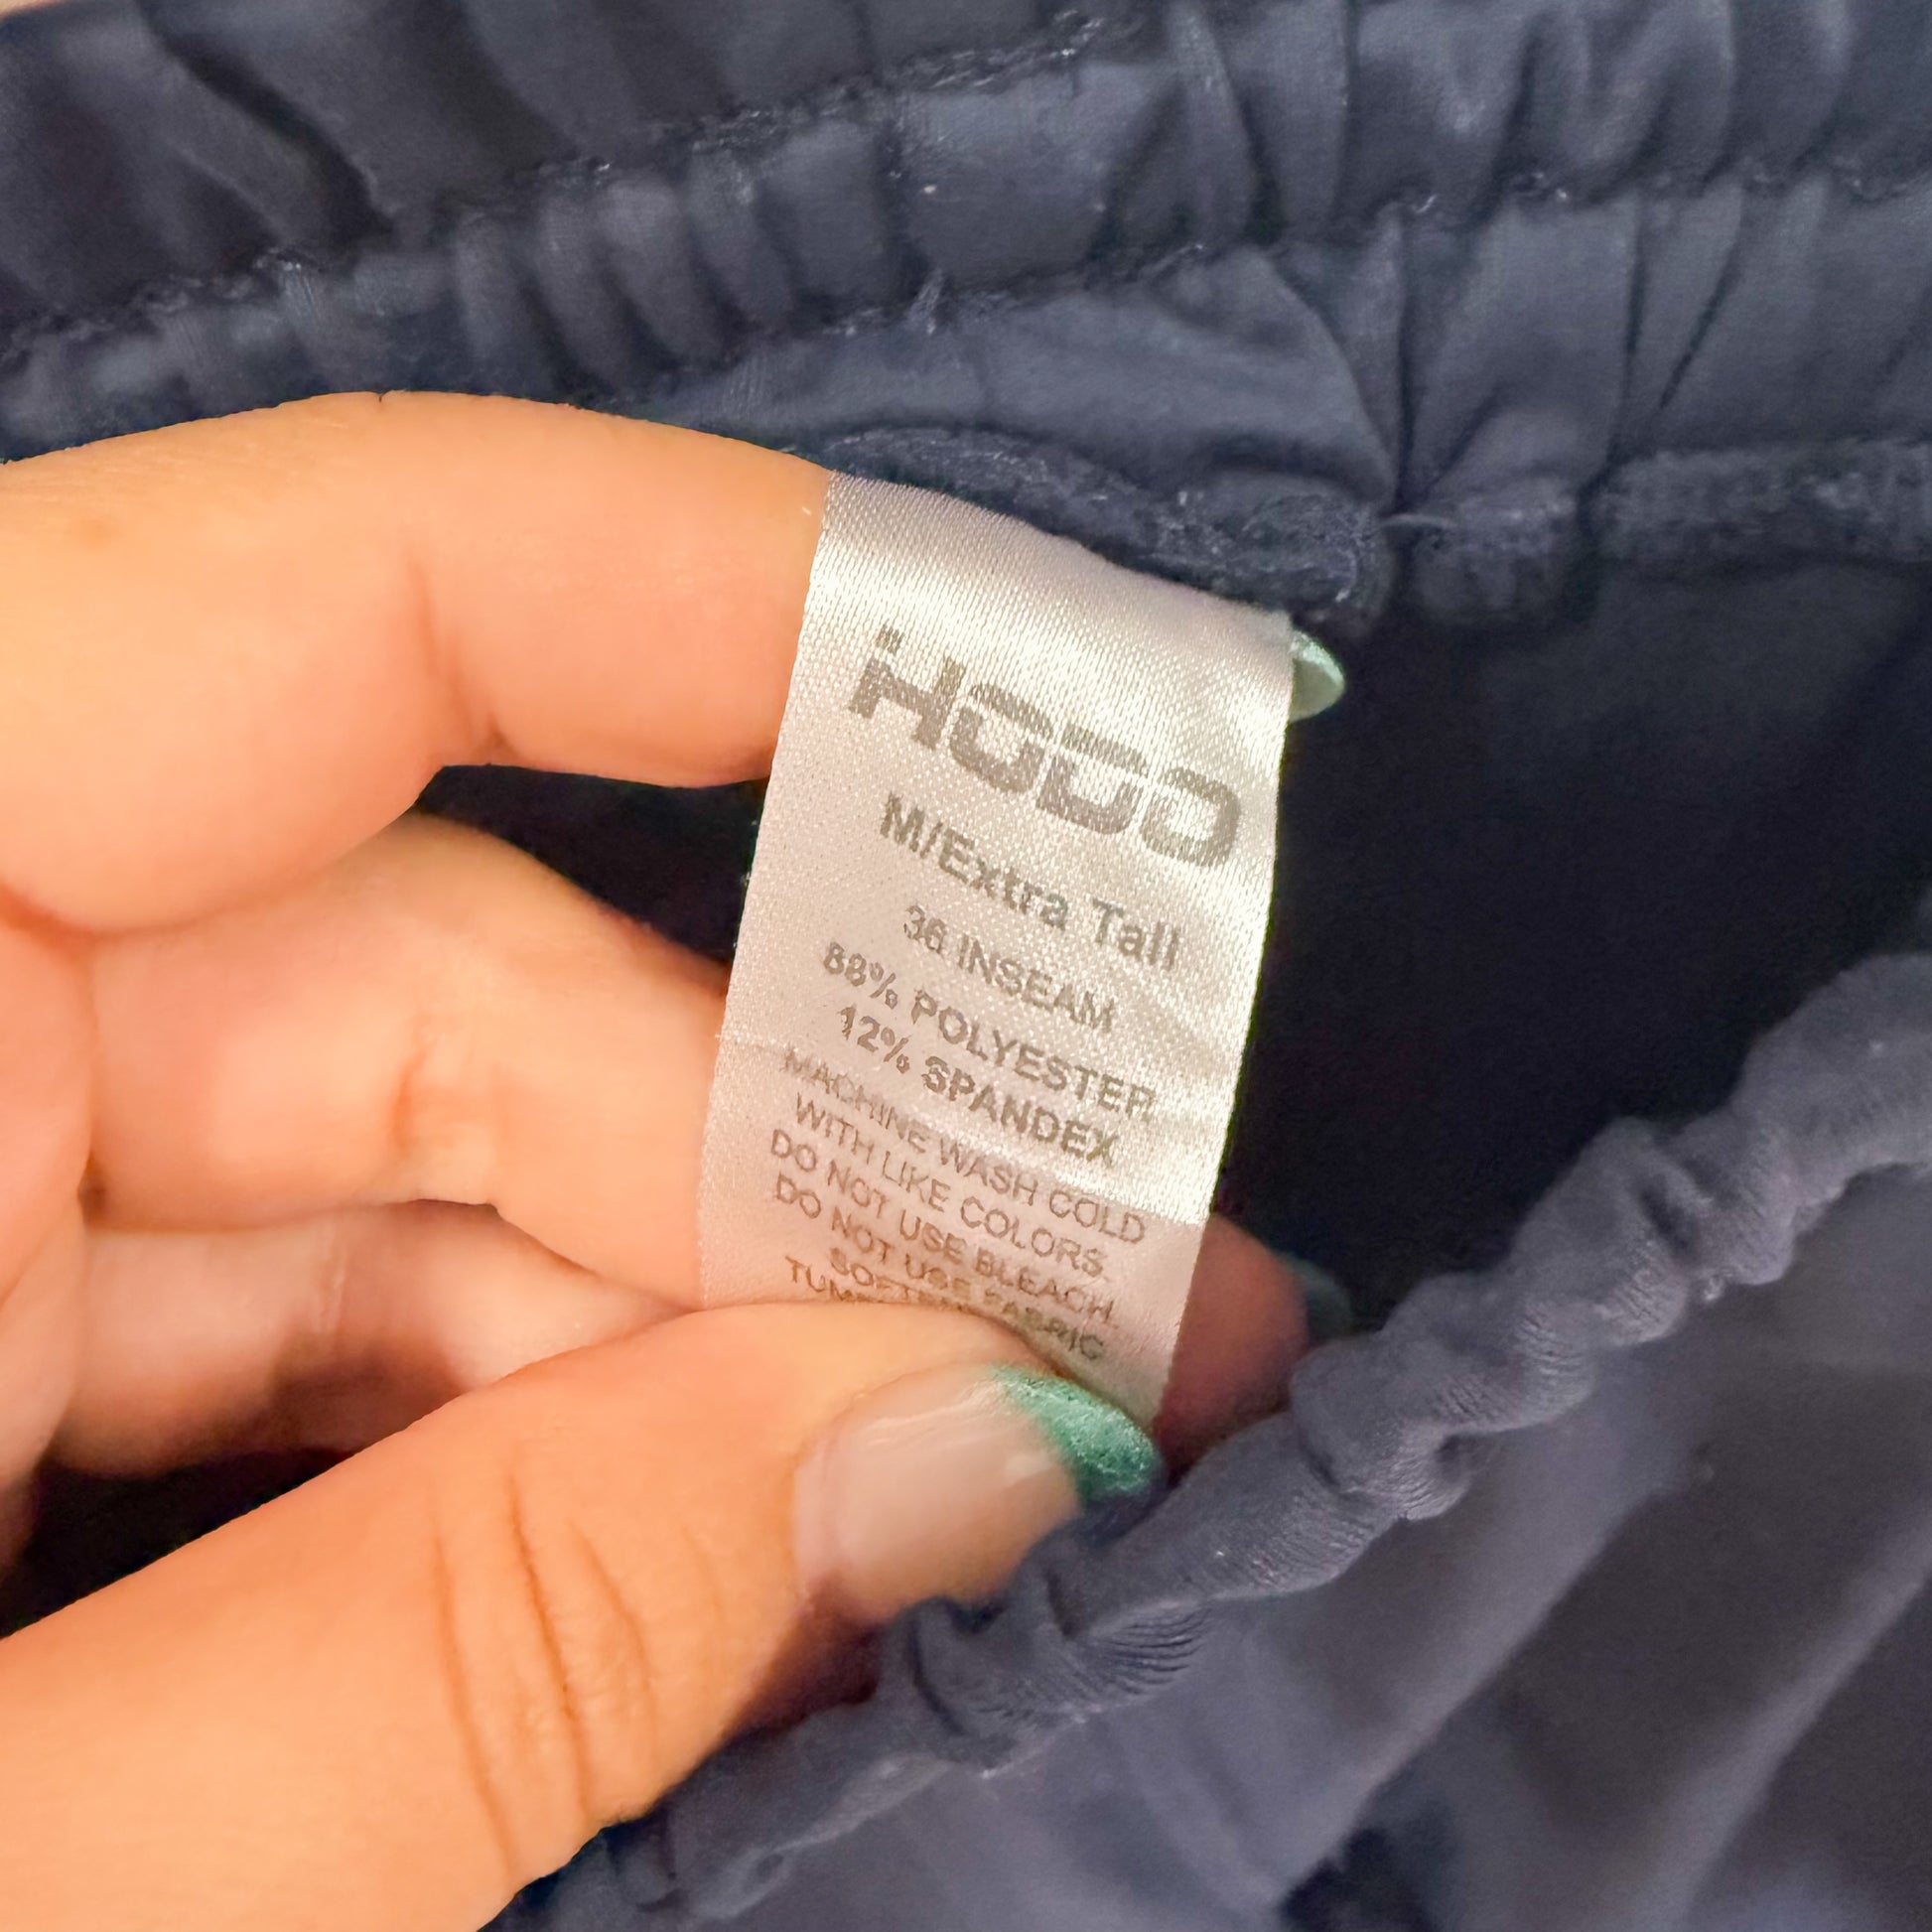 HODO
M/Extra Tall
36 INSEAM
88% POLYESTER
12% SPANDEX
MACHINE WASH COLD
WITH LIKE COLORS.
DO NOT USE BLEACH.
DO NOT USE FABRIC